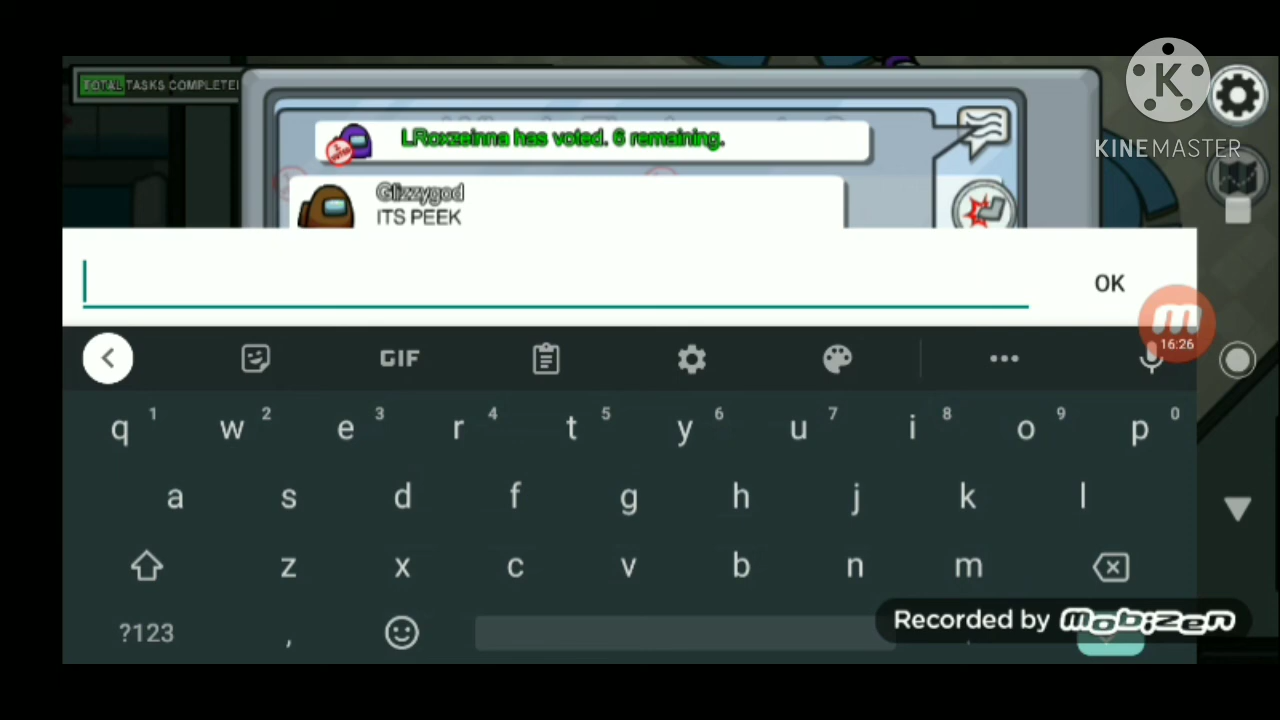 TOTAL TASKS COMPLETE
LRoxzeinna has voted. 6 remaining.
Glizzygod
ITS PEEK
KINEMASTER
K
OK
16:26
GIF
q 1 w 2 e 3 r 4 t 5 y 6 u 7 i 8 o 9 p 0
a s d f g h j k l
z x c v b n m
?123 ,
Recorded by mobizen